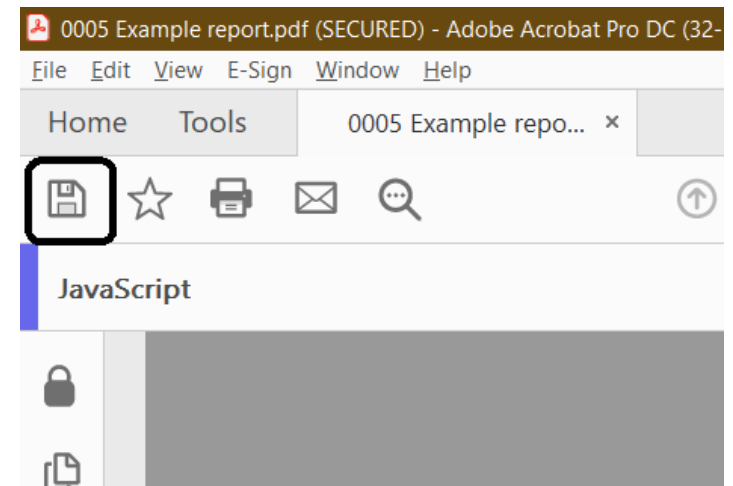 0005 Example report.pdf (SECURED) - Adobe Acrobat Pro DC (32-
File Edit View E-Sign Window Help
Home Tools 0005 Example repo... ×
JavaScript